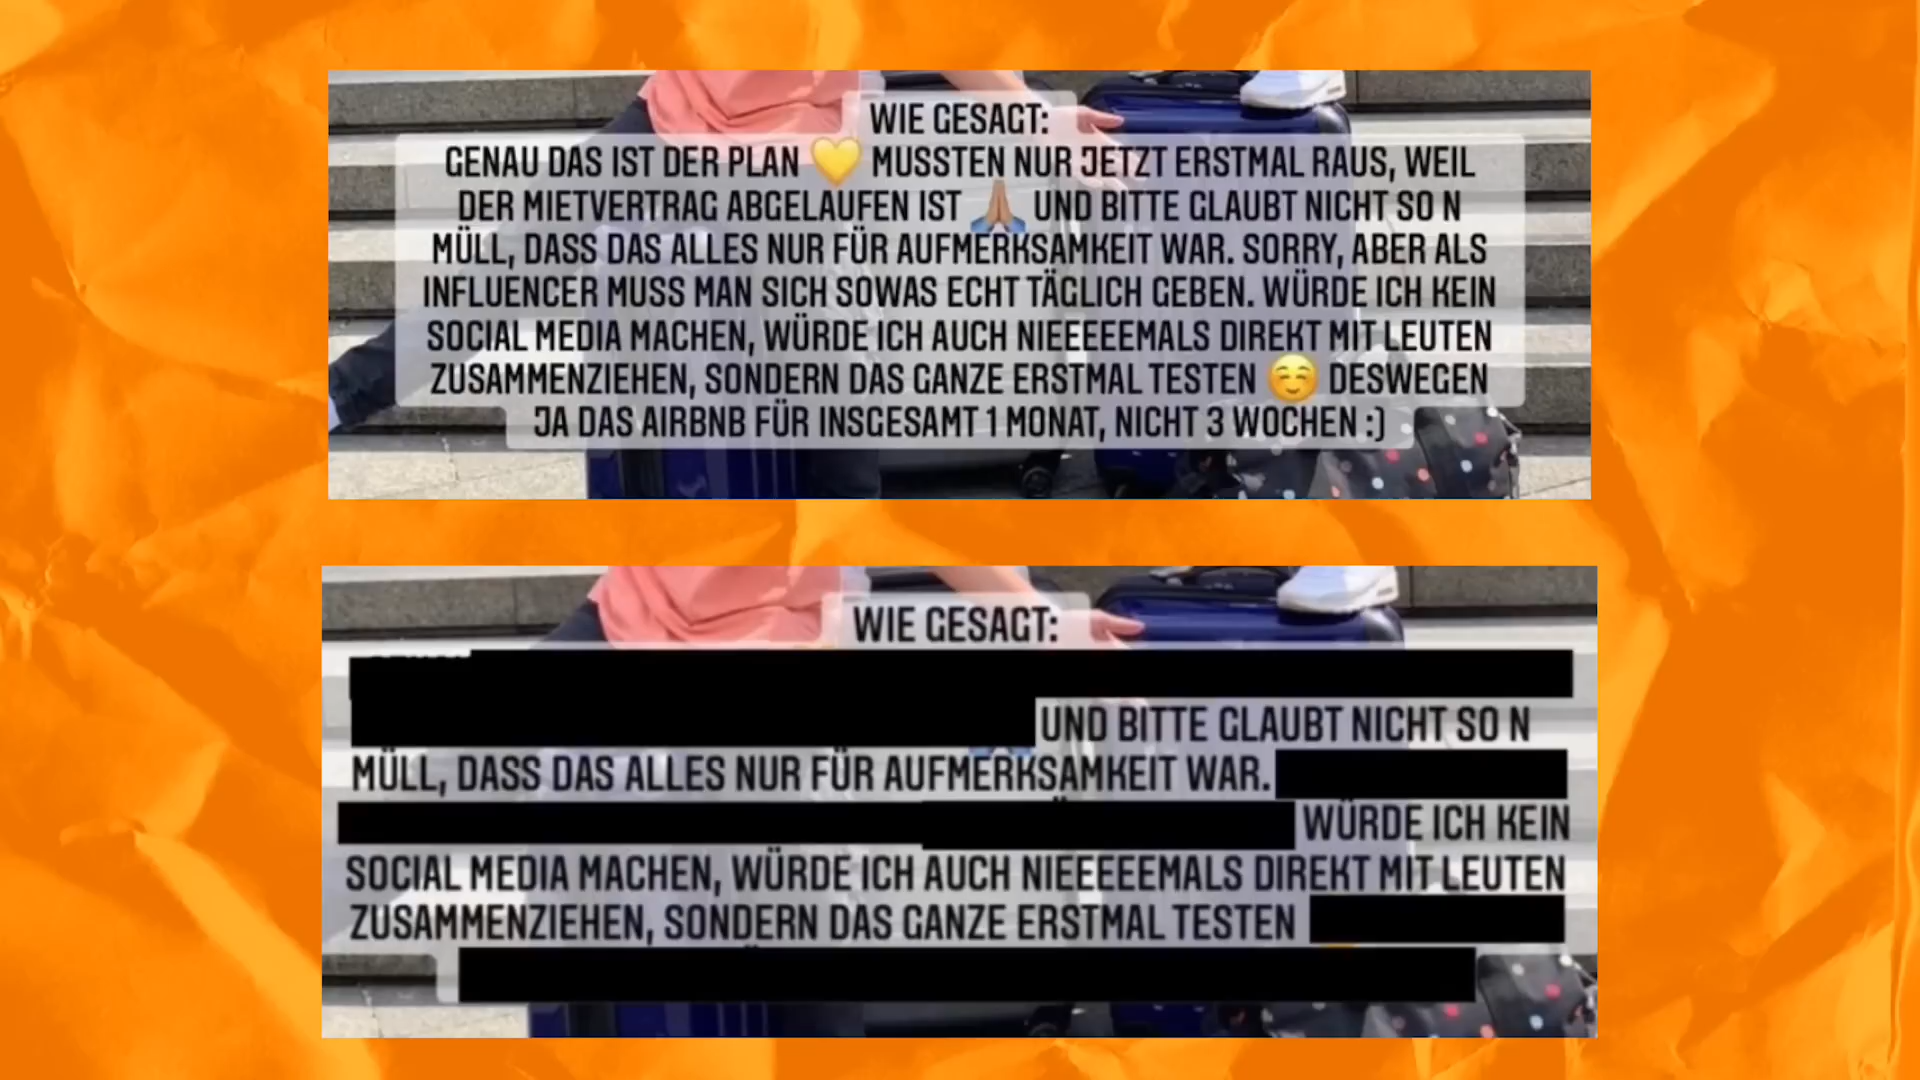 WIE GESAGT:
GENAU DAS IST DER PLAN 💛 MUSSTEN NUR JETZT ERSTMAL RAUS, WEIL
DER MIETVERTRAG ABGELAUFEN IST 🙏🏽 UND BITTE GLAUBT NICHT SO N
MÜLL, DASS DAS ALLES NUR FÜR AUFMERKSAMKEIT WAR. SORRY, ABER ALS
INFLUENCER MUSS MAN SICH SOWAS ECHT TÄGLICH GEBEN. WÜRDE ICH KEIN
SOCIAL MEDIA MACHEN, WÜRDE ICH AUCH NIEEEEEMALS DIREKT MIT LEUTEN
ZUSAMMENZIEHEN, SONDERN DAS GANZE ERSTMAL TESTEN ☺️ DESWEGEN
JA DAS AIRBNB FÜR INSGESAMT 1 MONAT, NICHT 3 WOCHEN :)
WIE GESAGT:
UND BITTE GLAUBT NICHT SO N
MÜLL, DASS DAS ALLES NUR FÜR AUFMERKSAMKEIT WAR.
WÜRDE ICH KEIN
SOCIAL MEDIA MACHEN, WÜRDE ICH AUCH NIEEEEEMALS DIREKT MIT LEUTEN
ZUSAMMENZIEHEN, SONDERN DAS GANZE ERSTMAL TESTEN